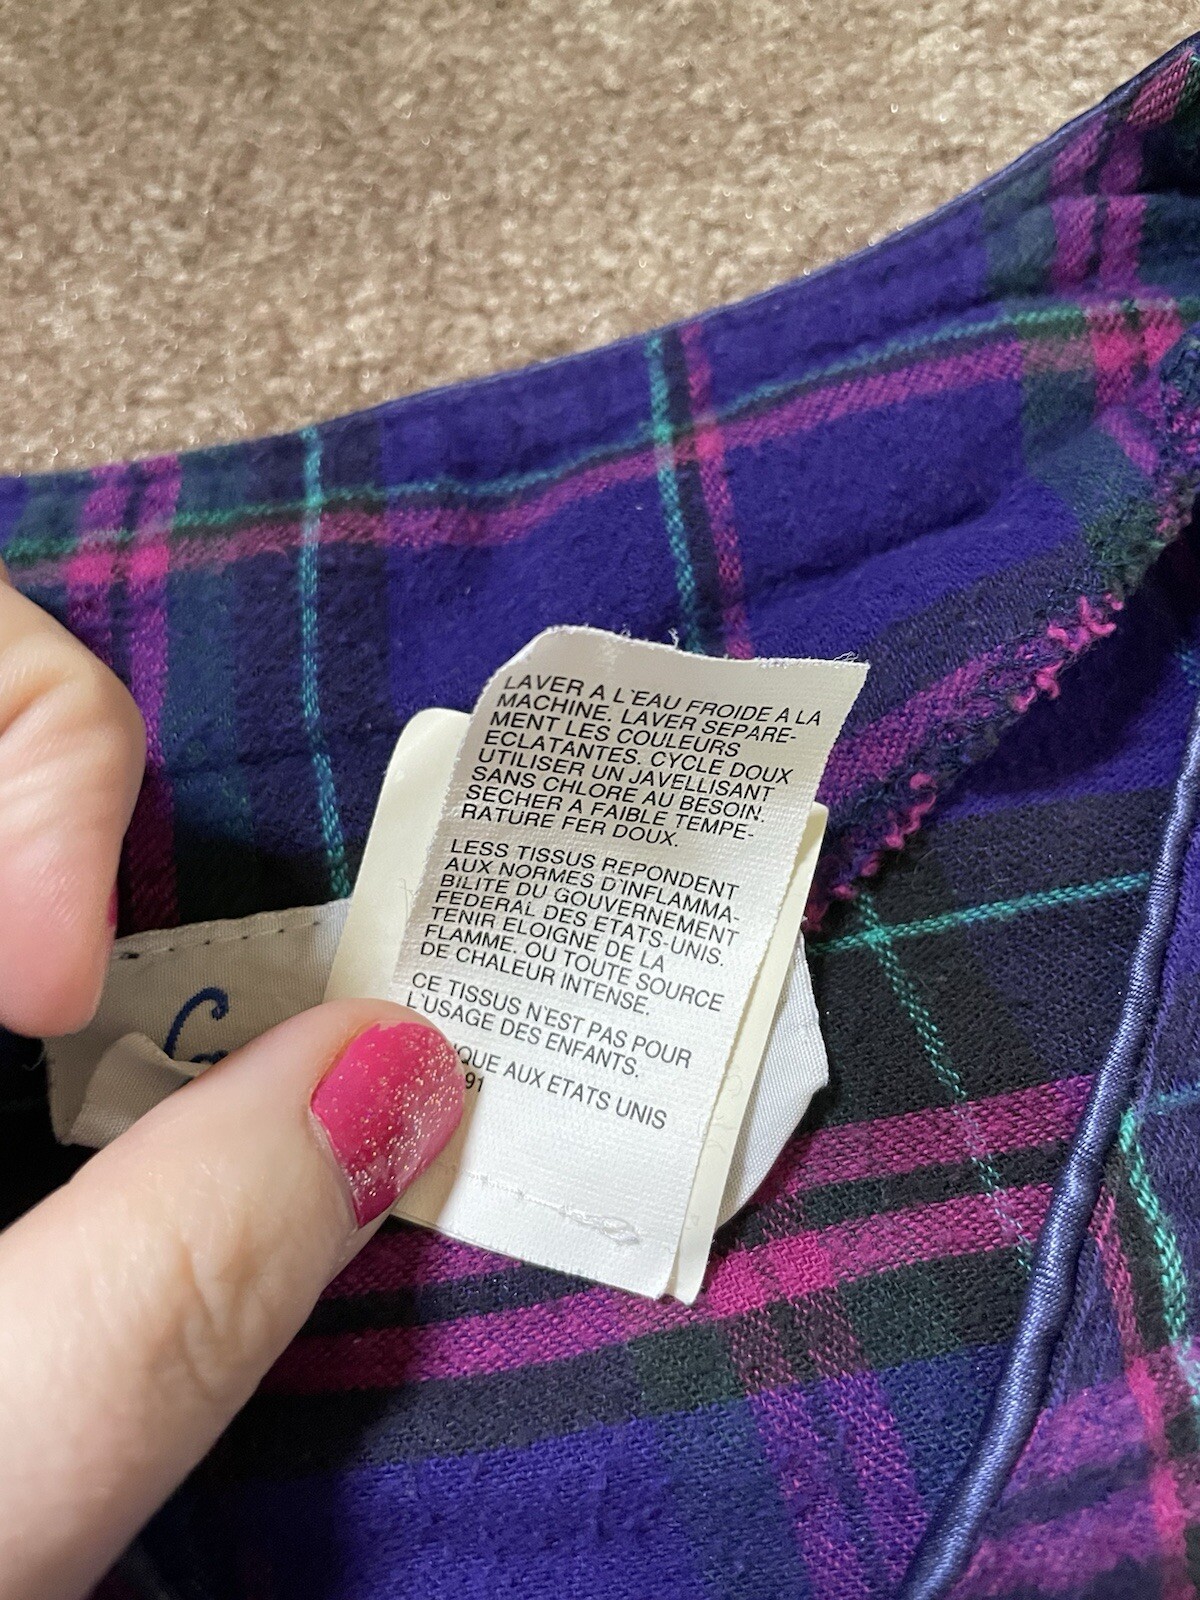 LAVER A L'EAU FROIDE A LA
MACHINE. LAVER SEPARE-
MENT LES COULEURS
ECLATANTES. CYCLE DOUX
UTILISER UN JAVELLISANT
SANS CHLORE AU BESOIN.
SECHER A FAIBLE TEMPE-
RATURE FER DOUX.
LESS TISSUS REPONDENT
AUX NORMES D'INFLAMMA-
BILITE DU GOUVERNEMENT
FEDERAL DES ETATS-UNIS.
TENIR ELOIGNE DE LA
FLAMME. OU TOUTE SOURCE
DE CHALEUR INTENSE.
CE TISSUS N'EST PAS POUR
L'USAGE DES ENFANTS.
QUE AUX ETATS UNIS
91